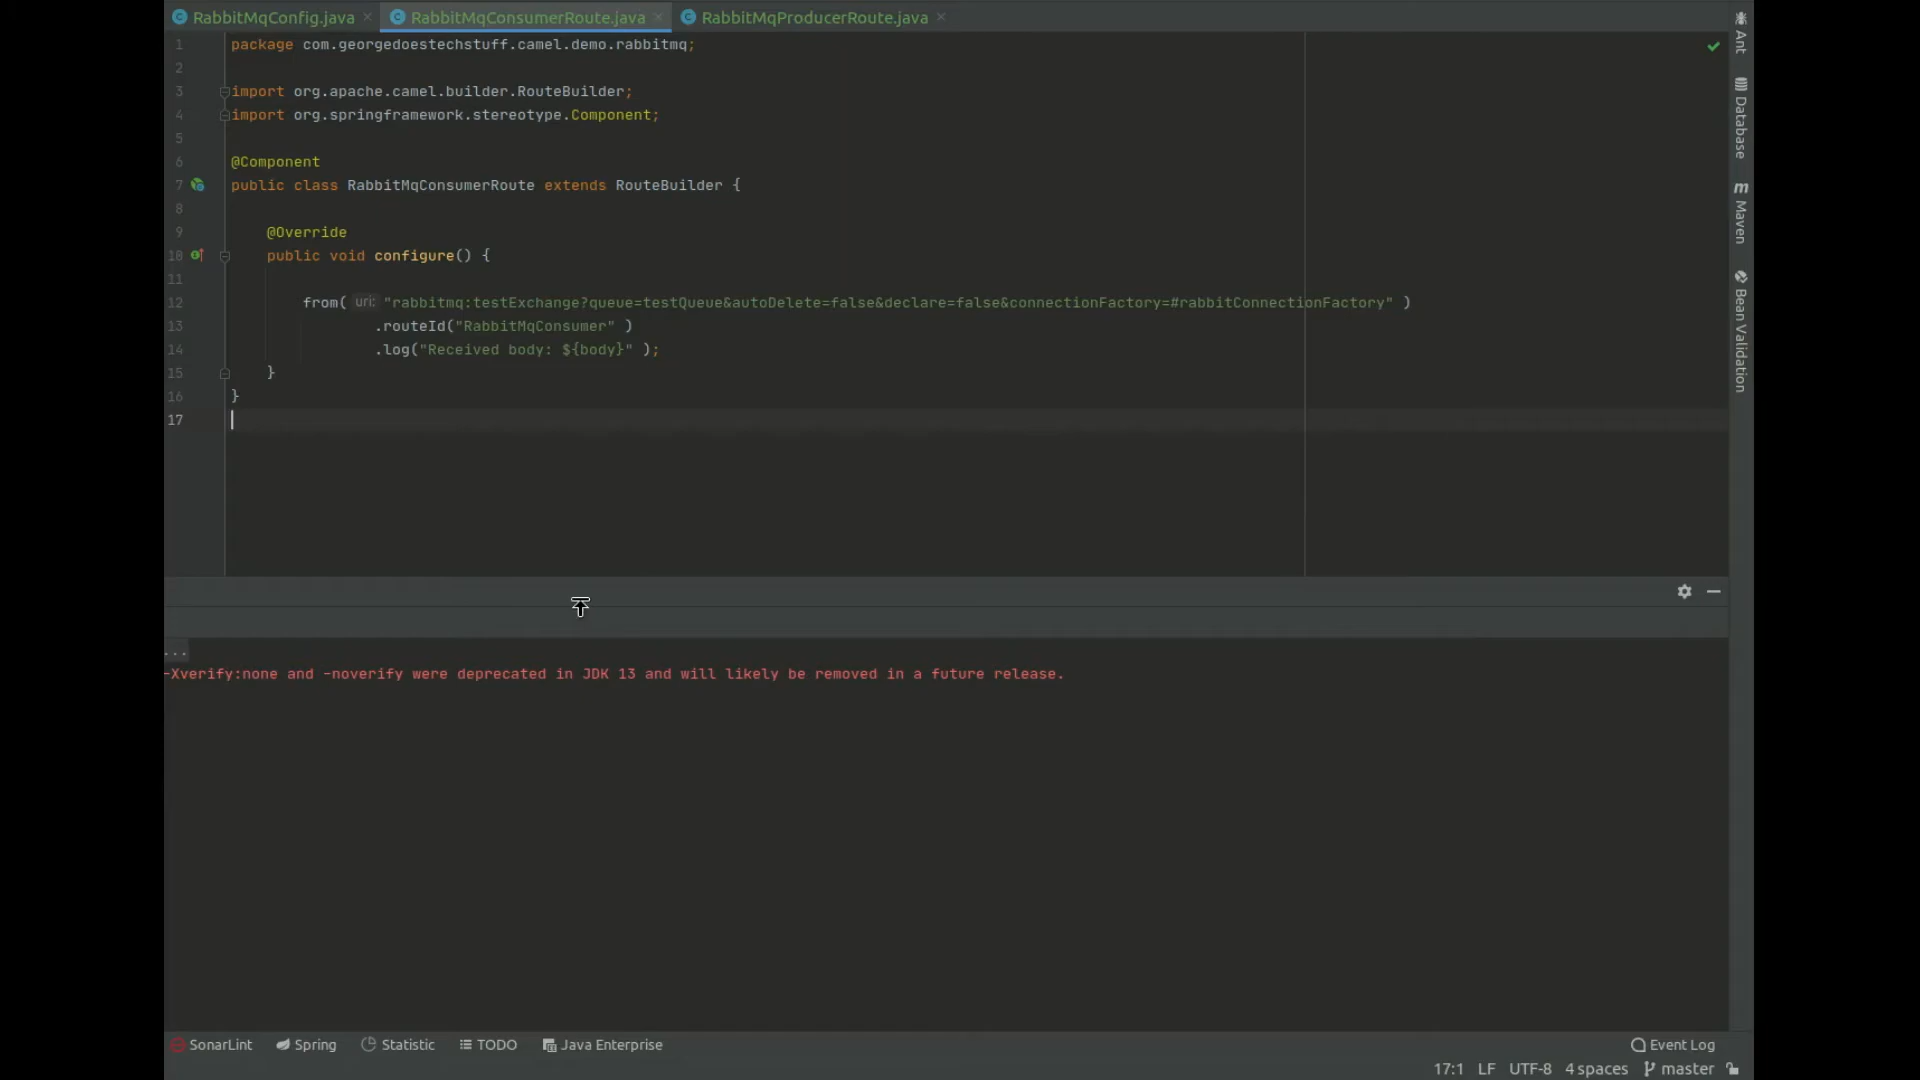 RabbitMqConfig.java RabbitMqConsumerRoute.java RabbitMqProducerRoute.java
1 package com.georgedoestechstuff.camel.demo.rabbitmq;
2
3 import org.apache.camel.builder.RouteBuilder;
4 import org.springframework.stereotype.Component;
5
6 @Component
7 public class RabbitMqConsumerRoute extends RouteBuilder {
8
9 @Override
10 public void configure() {
11
12 from( uri: "rabbitmq:testExchange?queue=testQueue&autoDelete=false&declare=false&connectionFactory=#rabbitConnectionFactory" )
13 .routeId("RabbitMqConsumer" )
14 .log("Received body: ${body}" );
15 }
16 }
17
...
-Xverify:none and -noverify were deprecated in JDK 13 and will likely be removed in a future release.
Ant
Database
m Maven
Bean Validation
SonarLint Spring Statistic TODO Java Enterprise Event Log
17:1 LF UTF-8 4 spaces master